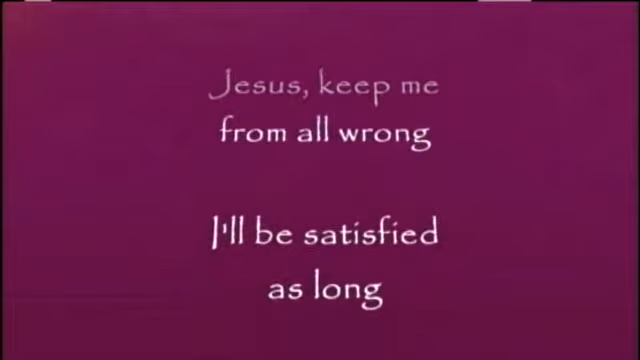 Jesus, keep me
from all wrong
I'll be satisfied
as long